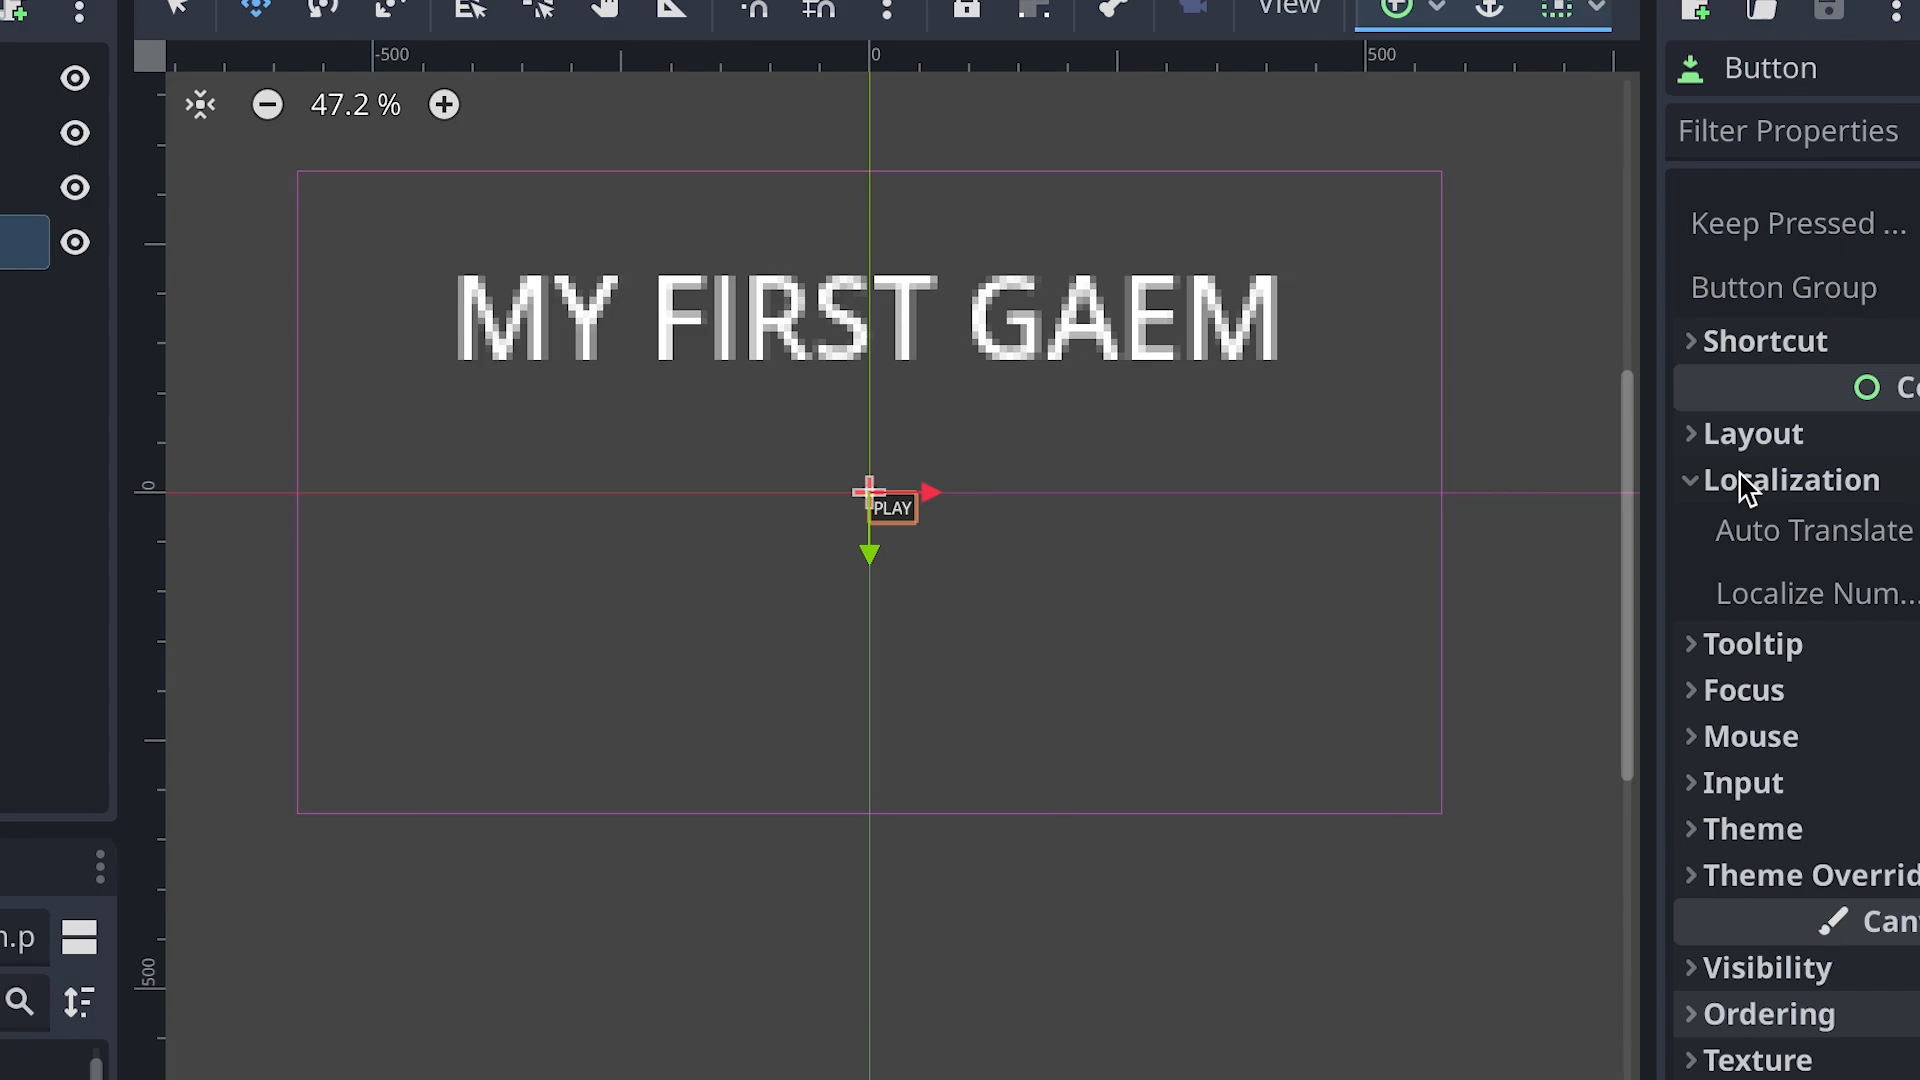 View
-500
0
500
Button
47.2 %
Filter Properties
Keep Pressed ...
MY FIRST GAEM
Button Group
Shortcut
Layout
Localization
0
PLAY
Auto Translate
Localize Num...
Tooltip
Focus
Mouse
Input
Theme
Theme Overrid
n.p
Can
Visibility
500
Ordering
Texture